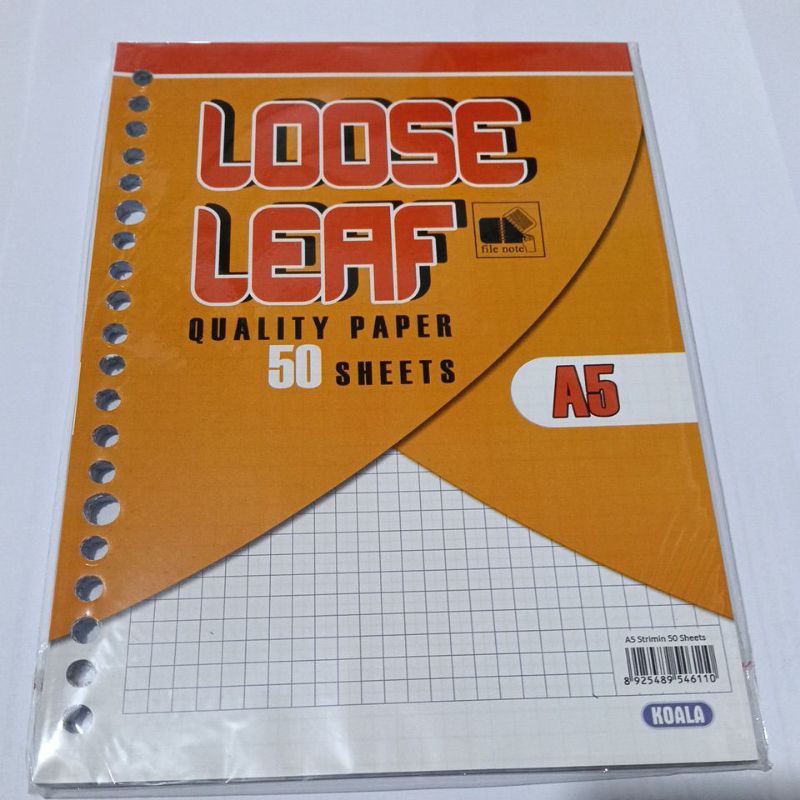 LOOSE
LEAF
file note
QUALITY PAPER
50 SHEETS
A5
A5 Strimin 50 Sheets
8 925489 546110
KOALA